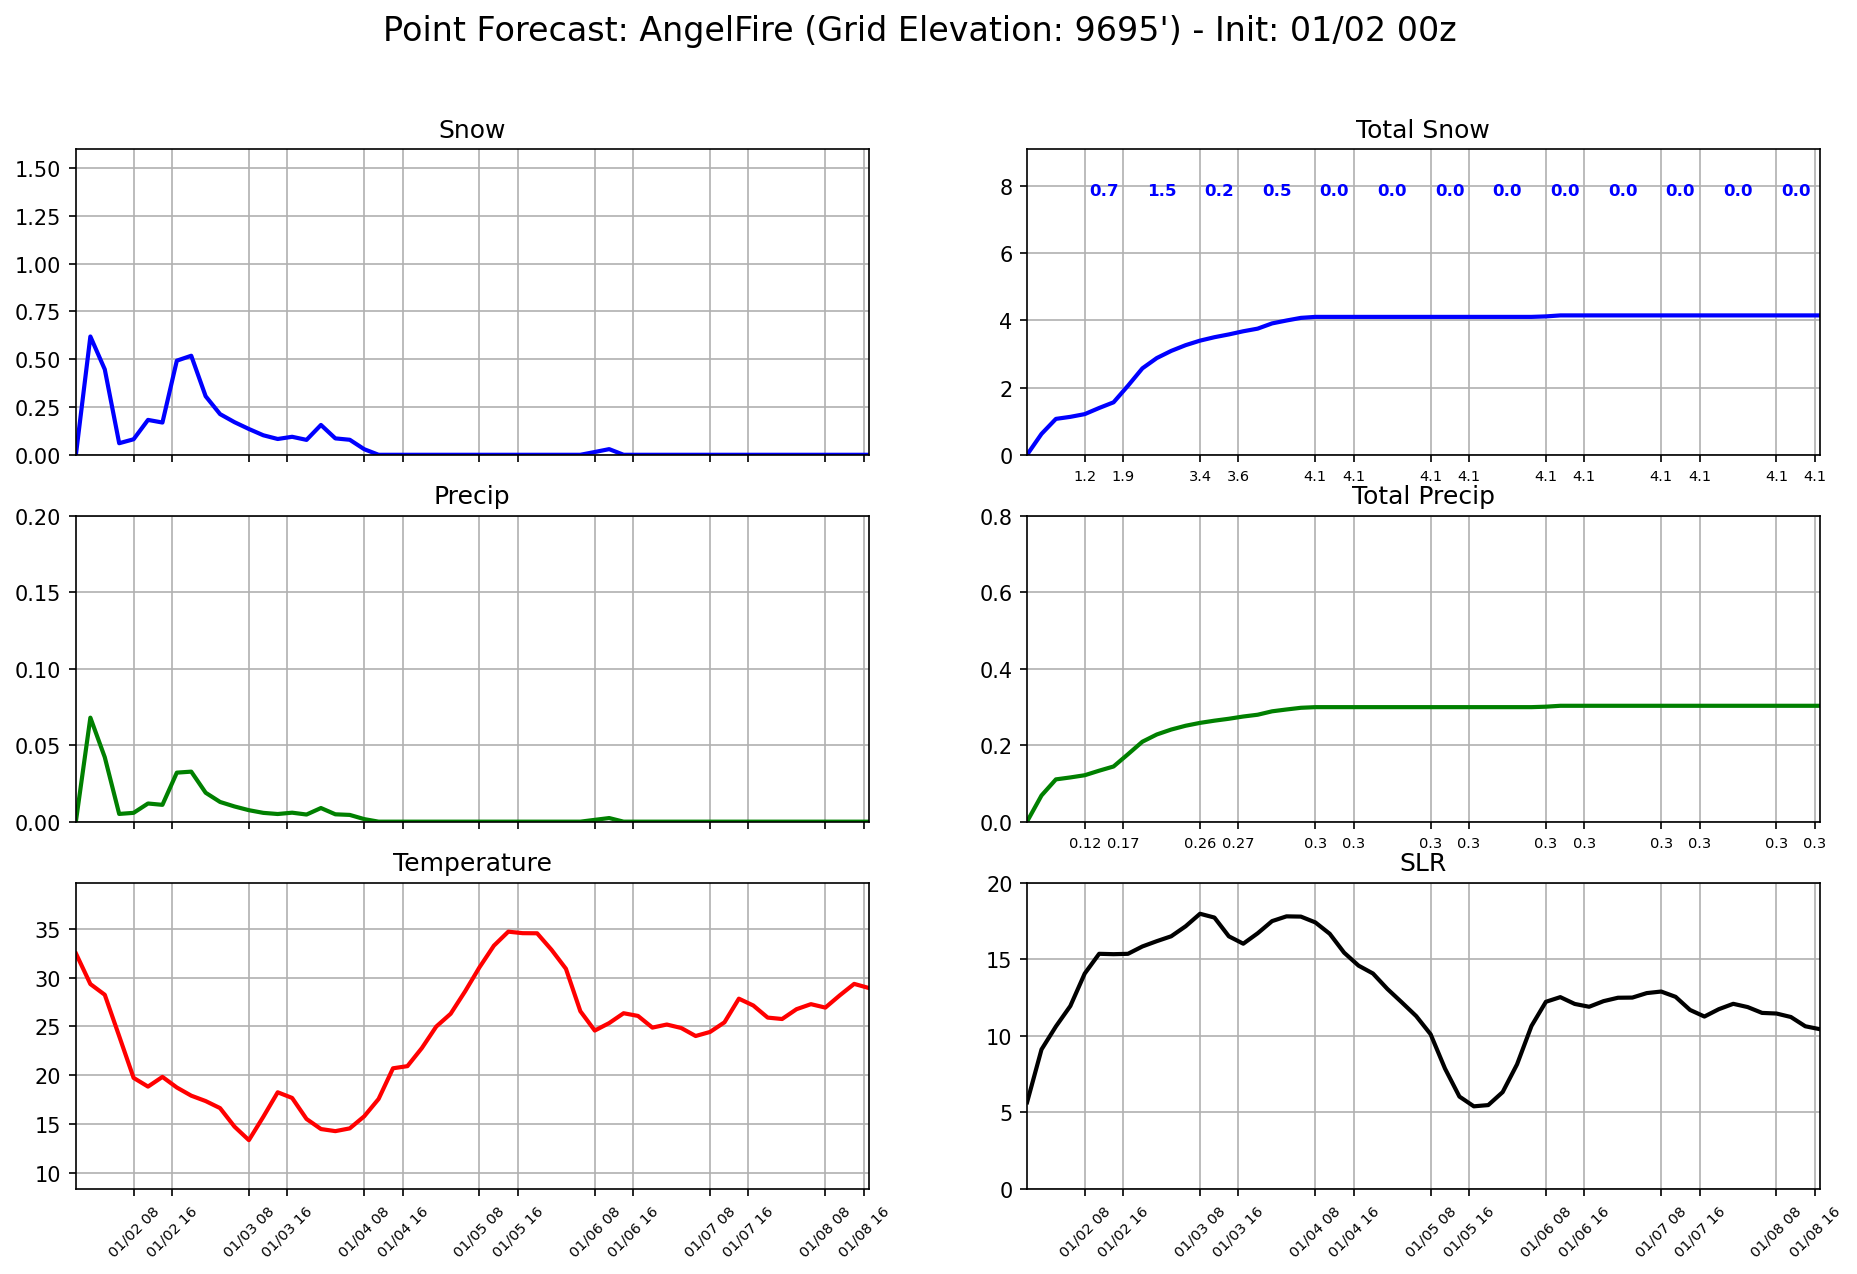 Point Forecast: AngelFire (Grid Elevation: 9695') - Init: 01/02 00z
Snow
1.50
1.25
1.00
0.75
0.50
0.25
0.00
Total Snow
8
6
4
2
0
0.7 1.5 0.2 0.5 0.0 0.0 0.0 0.0 0.0 0.0 0.0 0.0 0.0
1.2 1.9 3.4 3.6 4.1 4.1 4.1 4.1 4.1 4.1 4.1 4.1 4.1 4.1
Precip
0.20
0.15
0.10
0.05
0.00
Total Precip
0.8
0.6
0.4
0.2
0.0
0.12 0.17 0.26 0.27 0.3 0.3 0.3 0.3 0.3 0.3 0.3 0.3 0.3 0.3
Temperature
35
30
25
20
15
10
01/02 08 01/02 16 01/03 08 01/03 16 01/04 08 01/04 16 01/05 08 01/05 16 01/06 08 01/06 16 01/07 08 01/07 16 01/08 08 01/08 16
SLR
20
15
10
5
0
01/02 08 01/02 16 01/03 08 01/03 16 01/04 08 01/04 16 01/05 08 01/05 16 01/06 08 01/06 16 01/07 08 01/07 16 01/08 08 01/08 16